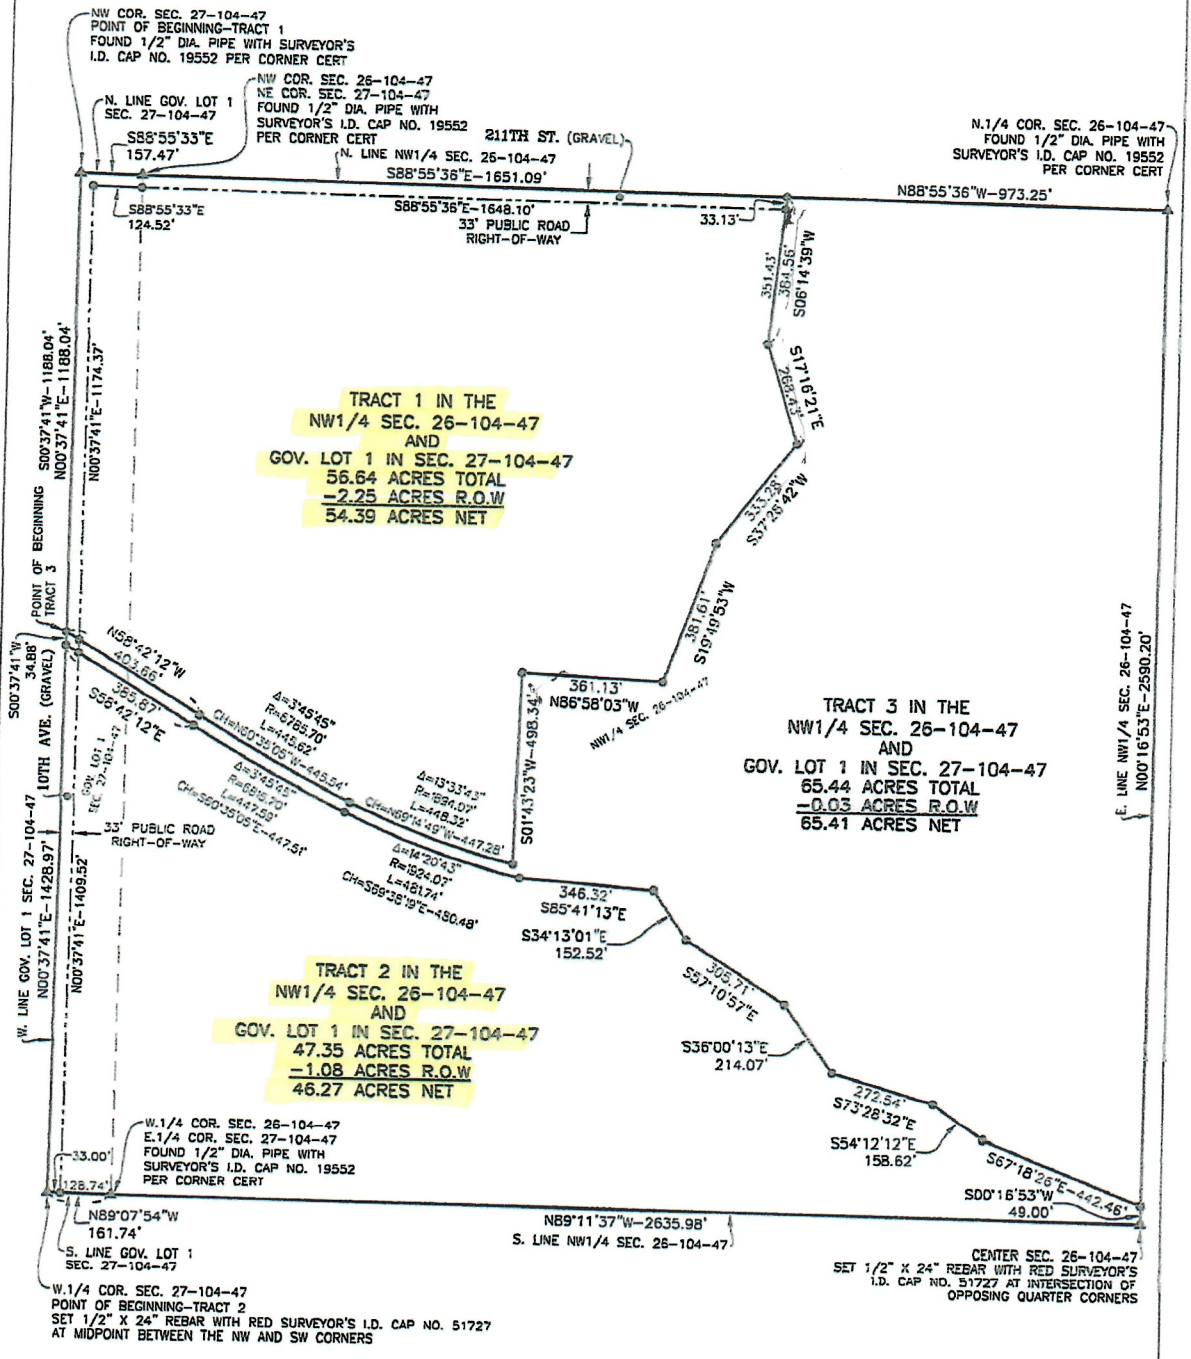 NW COR. SEC. 27-104-47
POINT OF BEGINNING-TRACT 1
FOUND 1/2" DIA. PIPE WITH SURVEYOR'S
I.D. CAP NO. 19552 PER CORNER CERT
NW COR. SEC. 26-104-47
NE COR. SEC. 27-104-47
FOUND 1/2" DIA. PIPE WITH
SURVEYOR'S I.D. CAP NO. 19552
PER CORNER CERT
N. LINE GOV. LOT 1
SEC. 27-104-47
S88°55'33"E
157.47'
211TH ST. (GRAVEL)
N. LINE NW1/4 SEC. 26-104-47
S88°55'36"E-1651.09'
N.1/4 COR. SEC. 26-104-47
FOUND 1/2" DIA. PIPE WITH
SURVEYOR'S I.D. CAP NO. 19552
PER CORNER CERT
N88°55'36"W-973.25'
S88°55'33"E
124.52'
S88°55'36"E-1648.10'
33' PUBLIC ROAD
RIGHT-OF-WAY
33.13'
351.43'
384.56'
S06°14'39"W
S17°16'21"E
268.43'
333.28'
S37°28'42"W
381.61'
S19°49'53"W
361.13'
N86°58'03"W
NW1/4 SEC. 26-104-47
S01°43'23"W-498.34'
S00°37'41"W-1188.04'
N00°37'41"E-1188.04'
N00°37'41"E-1174.37'
TRACT 1 IN THE
NW1/4 SEC. 26-104-47
AND
GOV. LOT 1 IN SEC. 27-104-47
56.64 ACRES TOTAL
-2.25 ACRES R.O.W
54.39 ACRES NET
POINT OF BEGINNING
TRACT 3
S00°37'41"W
34.88'
10TH AVE. (GRAVEL)
GOV. LOT 1
SEC. 27-104-47
N58°42'12"W
403.66'
385.87'
S58°42'12"E
Δ=3°45'45"
R=6785.70'
L=445.62'
CH=N60°35'05"W-445.54'
Δ=3°45'45"
L=447.59'
CH=S60°35'05"E-447.51'
Δ=13°33'43"
R=1894.07'
L=448.32'
CH=N69°14'49"W-447.28'
Δ=14°20'43"
R=1924.07'
L=481.74'
CH=S69°38'19"E-480.48'
TRACT 3 IN THE
NW1/4 SEC. 26-104-47
AND
GOV. LOT 1 IN SEC. 27-104-47
65.44 ACRES TOTAL
-0.03 ACRES R.O.W
65.41 ACRES NET
E. LINE NW1/4 SEC. 26-104-47
N00°16'53"E-2590.20'
33' PUBLIC ROAD
RIGHT-OF-WAY
W. LINE GOV. LOT 1 SEC. 27-104-47
N00°37'41"E-1428.97'
N00°37'41"E-1409.52'
346.32'
S85°41'13"E
S34°13'01"E
152.52'
305.71'
S57°10'57"E
S36°00'13"E
214.07'
272.54'
S73°28'32"E
S54°12'12"E
158.62'
S67°18'26"E-442.46'
S00°16'53"W
49.00'
TRACT 2 IN THE
NW1/4 SEC. 26-104-47
AND
GOV. LOT 1 IN SEC. 27-104-47
47.35 ACRES TOTAL
-1.08 ACRES R.O.W
46.27 ACRES NET
W.1/4 COR. SEC. 26-104-47
E.1/4 COR. SEC. 27-104-47
FOUND 1/2" DIA. PIPE WITH
SURVEYOR'S I.D. CAP NO. 19552
PER CORNER CERT
33.00'
128.74'
N89°07'54"W
161.74'
S. LINE GOV. LOT 1
SEC. 27-104-47
N89°11'37"W-2635.98'
S. LINE NW1/4 SEC. 26-104-47
CENTER SEC. 26-104-47
SET 1/2" X 24" REBAR WITH RED SURVEYOR'S
I.D. CAP NO. 51727 AT INTERSECTION OF
OPPOSING QUARTER CORNERS
W.1/4 COR. SEC. 27-104-47
POINT OF BEGINNING-TRACT 2
SET 1/2" X 24" REBAR WITH RED SURVEYOR'S I.D. CAP NO. 51727
AT MIDPOINT BETWEEN THE NW AND SW CORNERS